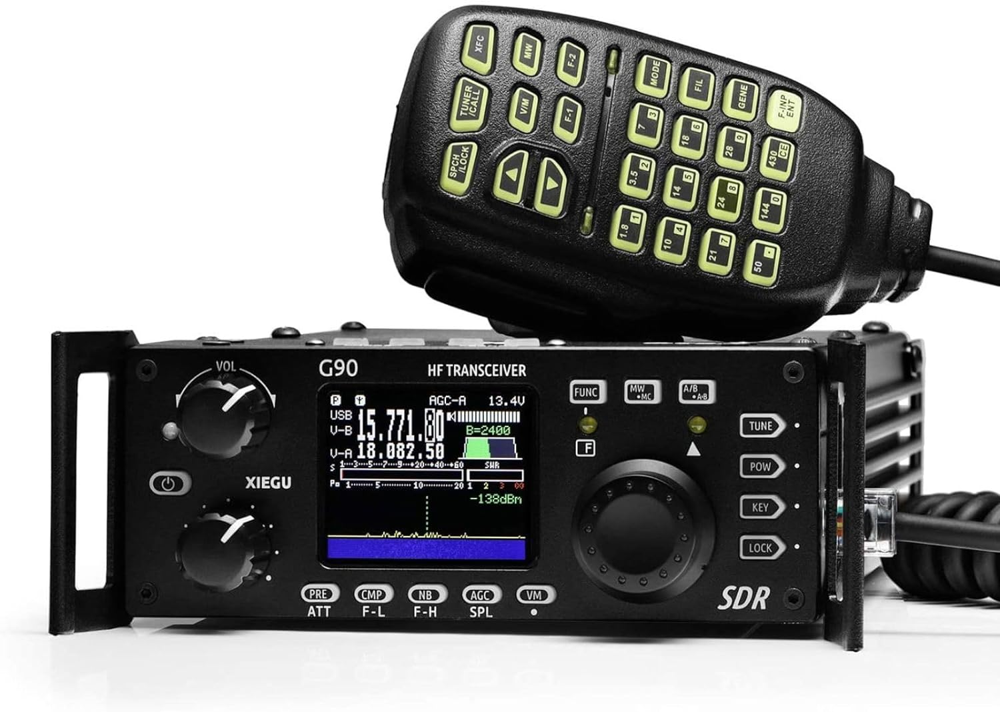 XFC
MW
F-2
TUNER
/CALL
V/M
F-1
SPCH
/LOCK
MODE
FIL
GENE
F-INP
ENT
7 3
18 6
28 9
430 CE
3.5 2
14 5
24 8
144 0
1.8 1
10 4
21 7
50 .
VOL
G90
HF TRANSCEIVER
P
AGC-A 13.4V
USB
V-B 15.771.80
B=2400
V-A 18.082.50
S 1 3 5 7 9 +20 +40 +60 SWR
Po 1 5 10 20 1 2 3 ∞
-138dBm
XIEGU
FUNC
MW
•MC
A/B
•A=B
F
TUNE
POW
KEY
LOCK
PRE CMP NB AGC VM
ATT F-L F-H SPL
SDR